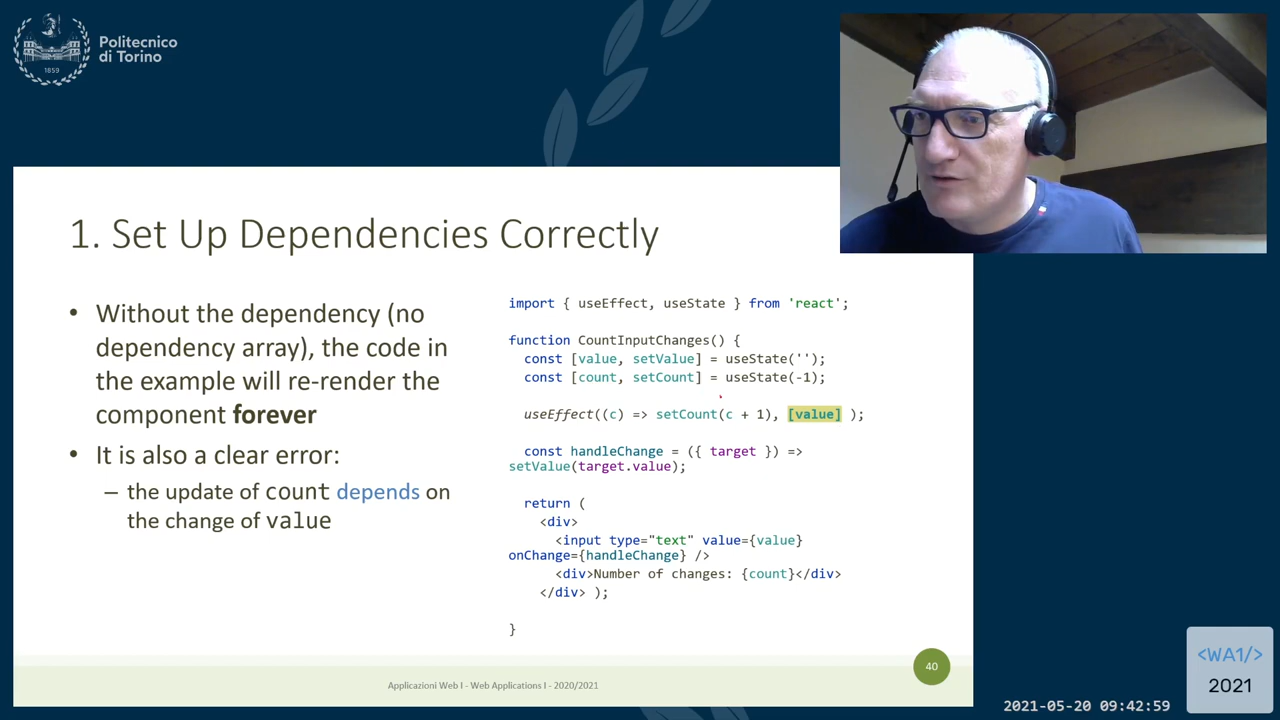 Politecnico
di Torino
1859
1. Set Up Dependencies Correctly
• Without the dependency (no
dependency array), the code in
the example will re-render the
component forever
• It is also a clear error:
– the update of count depends on
the change of value
import { useEffect, useState } from 'react';
function CountInputChanges() {
const [value, setValue] = useState('');
const [count, setCount] = useState(-1);
useEffect((c) => setCount(c + 1), [value] );
const handleChange = ({ target }) =>
setValue(target.value);
return (
<div>
<input type="text" value={value}
onChange={handleChange} />
<div>Number of changes: {count}</div>
</div> );
}
40
Applicazioni Web I - Web Applications I - 2020/2021
<WA1/>
2021
2021-05-20 09:42:59